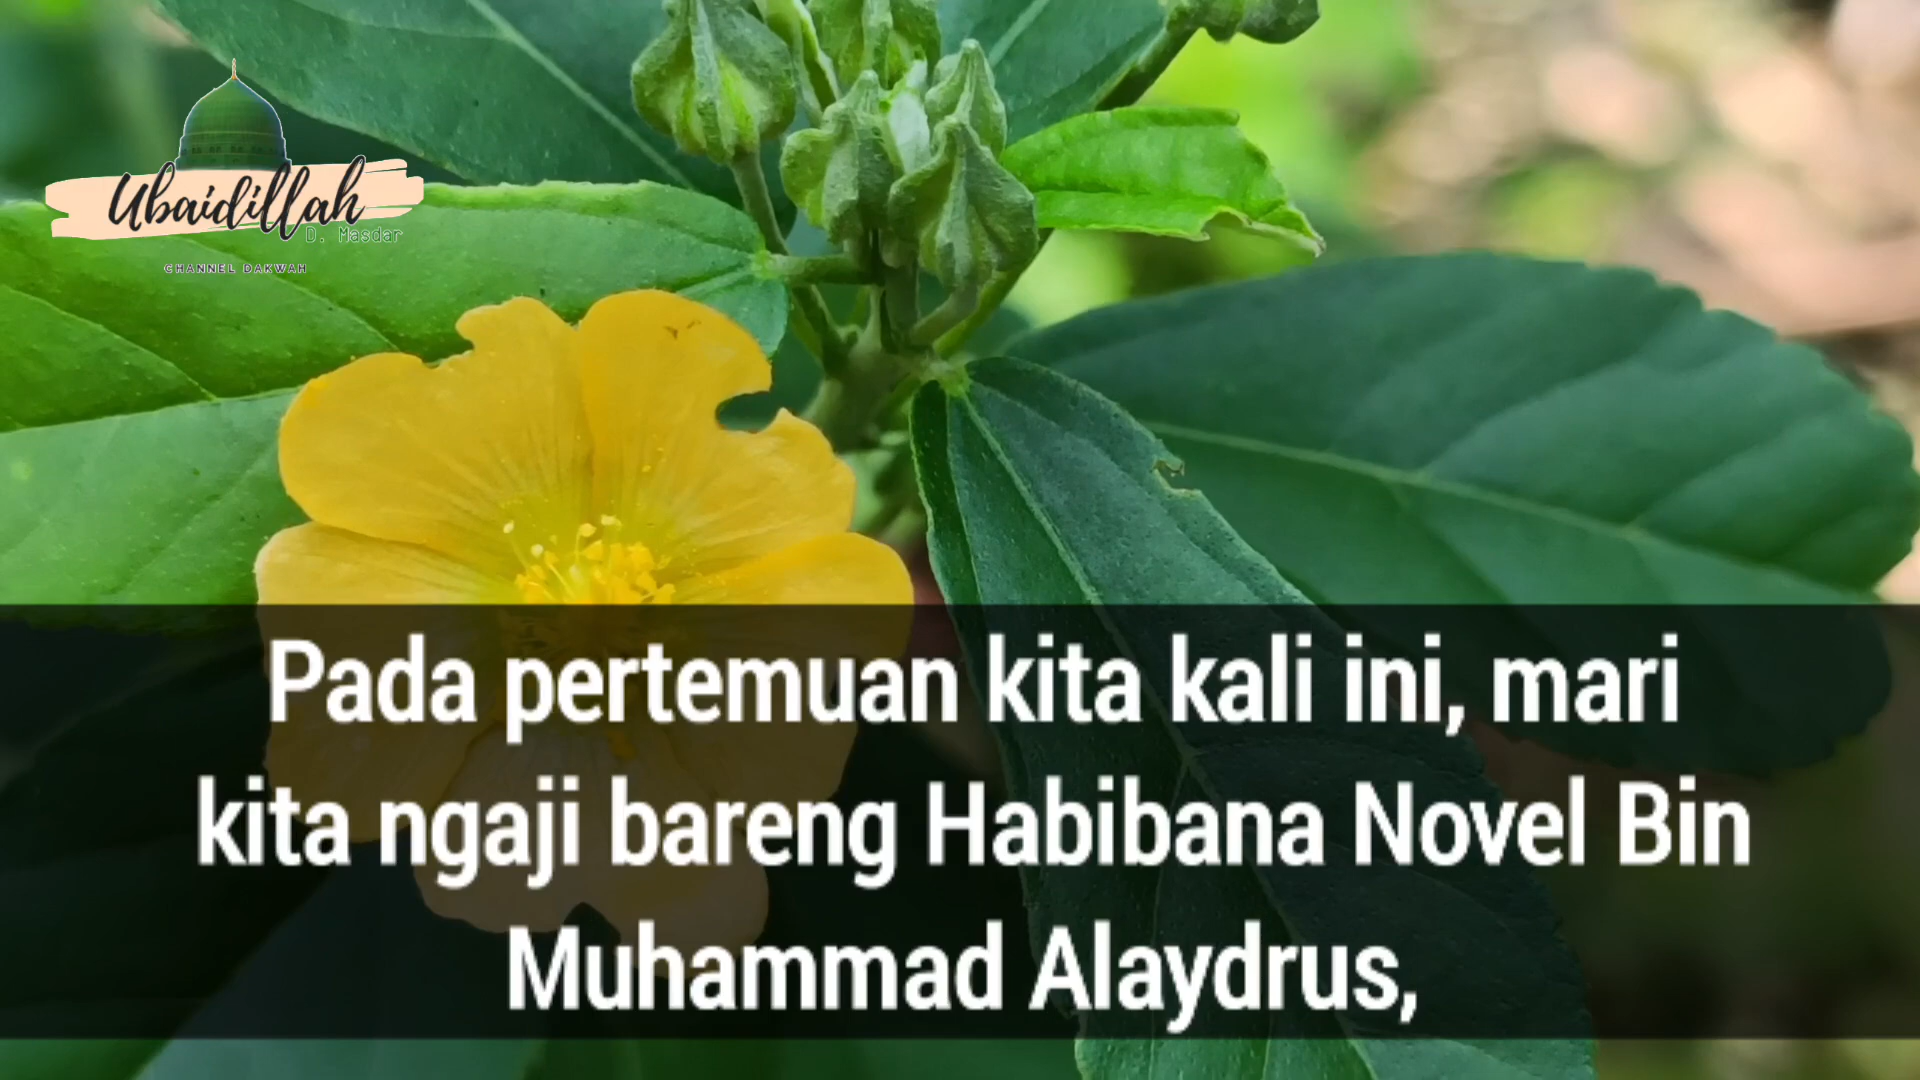 Ubaidillah
D. Masdar
CHANNEL DAKWAH
Pada pertemuan kita kali ini, mari
kita ngaji bareng Habibana Novel Bin
Muhammad Alaydrus,